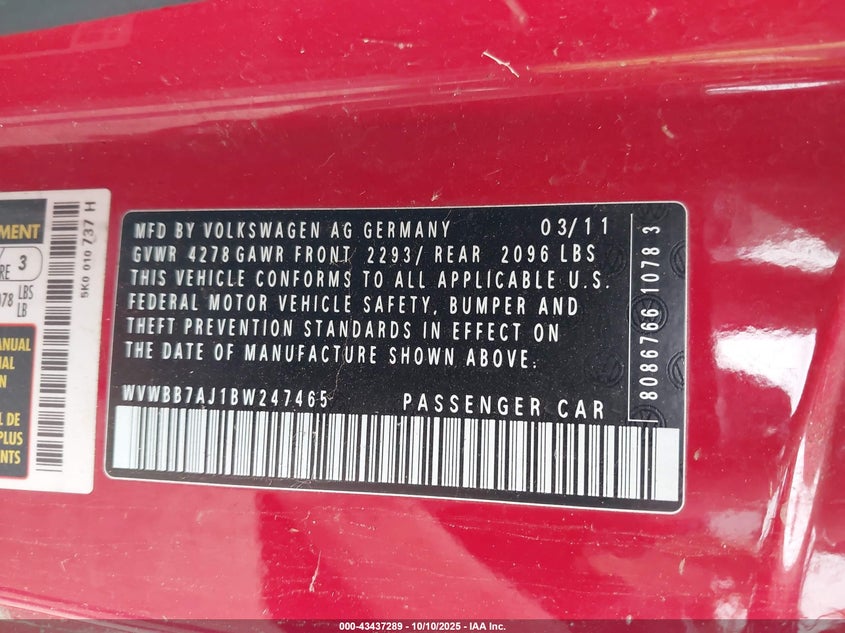 MFD BY VOLKSWAGEN AG GERMANY 03/11
GVWR 4278 GAWR FRONT 2293/ REAR 2096 LBS
THIS VEHICLE CONFORMS TO ALL APPLICABLE U.S.
FEDERAL MOTOR VEHICLE SAFETY, BUMPER AND
THEFT PREVENTION STANDARDS IN EFFECT ON
THE DATE OF MANUFACTURE SHOWN ABOVE.
WVWBB7AJ1BW247465 PASSENGER CAR
8086766 1078 3
5K0 010 737 H
3
LBS
LB
DE
000-43437289 - 10/10/2025 - IAA Inc.